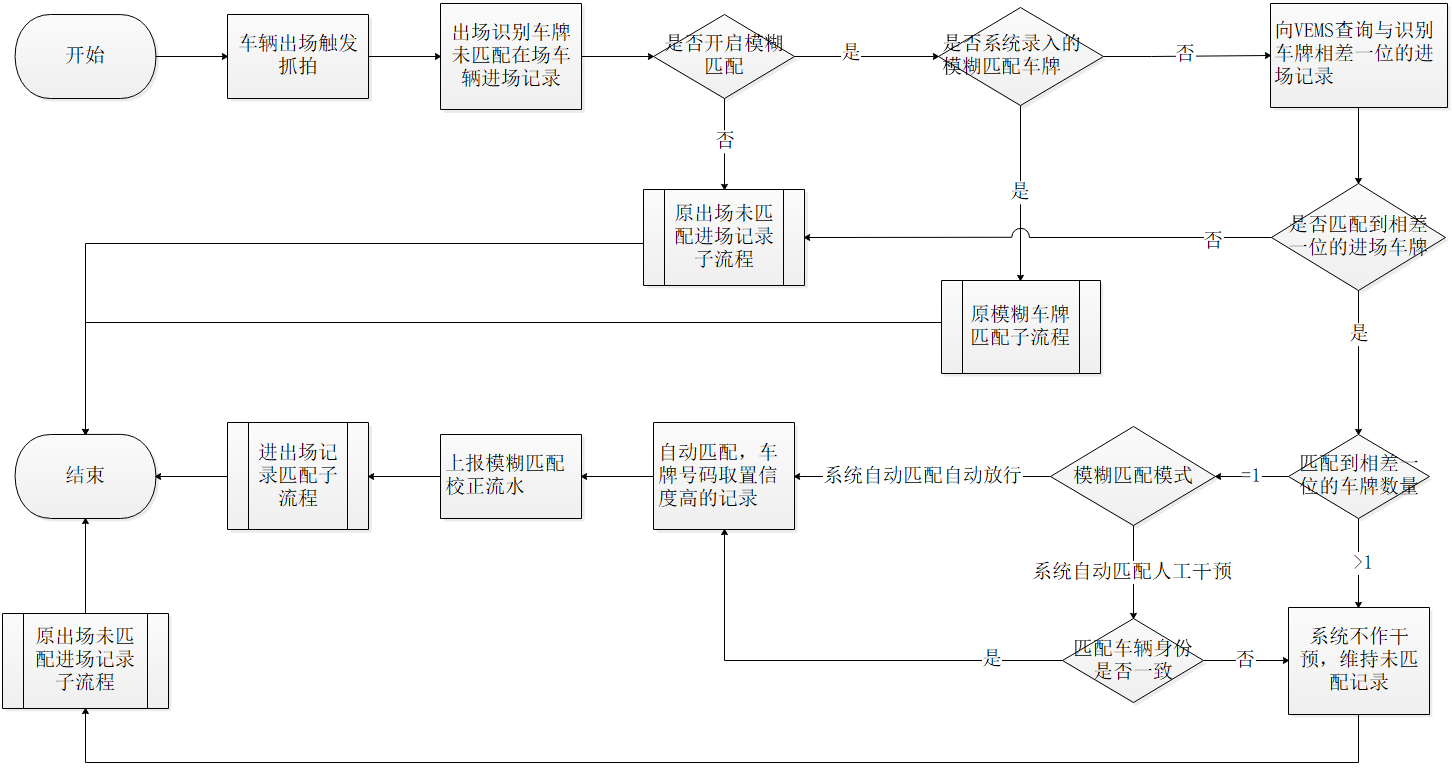 开始
车辆出场触发
抓拍
出场识别车牌
未匹配在场车
辆进场记录
是否开启模糊
匹配
是
是否系统录入的
模糊匹配车牌
否
向VEMS查询与识别
车牌相差一位的进
场记录
否
是
原出场未匹
配进场记录
子流程
否
是否匹配到相差
一位的进场车牌
原模糊车牌
匹配子流程
是
结束
进出场记
录匹配子
流程
上报模糊匹配
校正流水
自动匹配，车
牌号码取置信
度高的记录
系统自动匹配自动放行
模糊匹配模式
=1
匹配到相差一
位的车牌数量
系统自动匹配人工干预
>1
原出场未匹
配进场记录
子流程
是
匹配车辆身份
是否一致
否
系统不作干
预，维持未匹
配记录